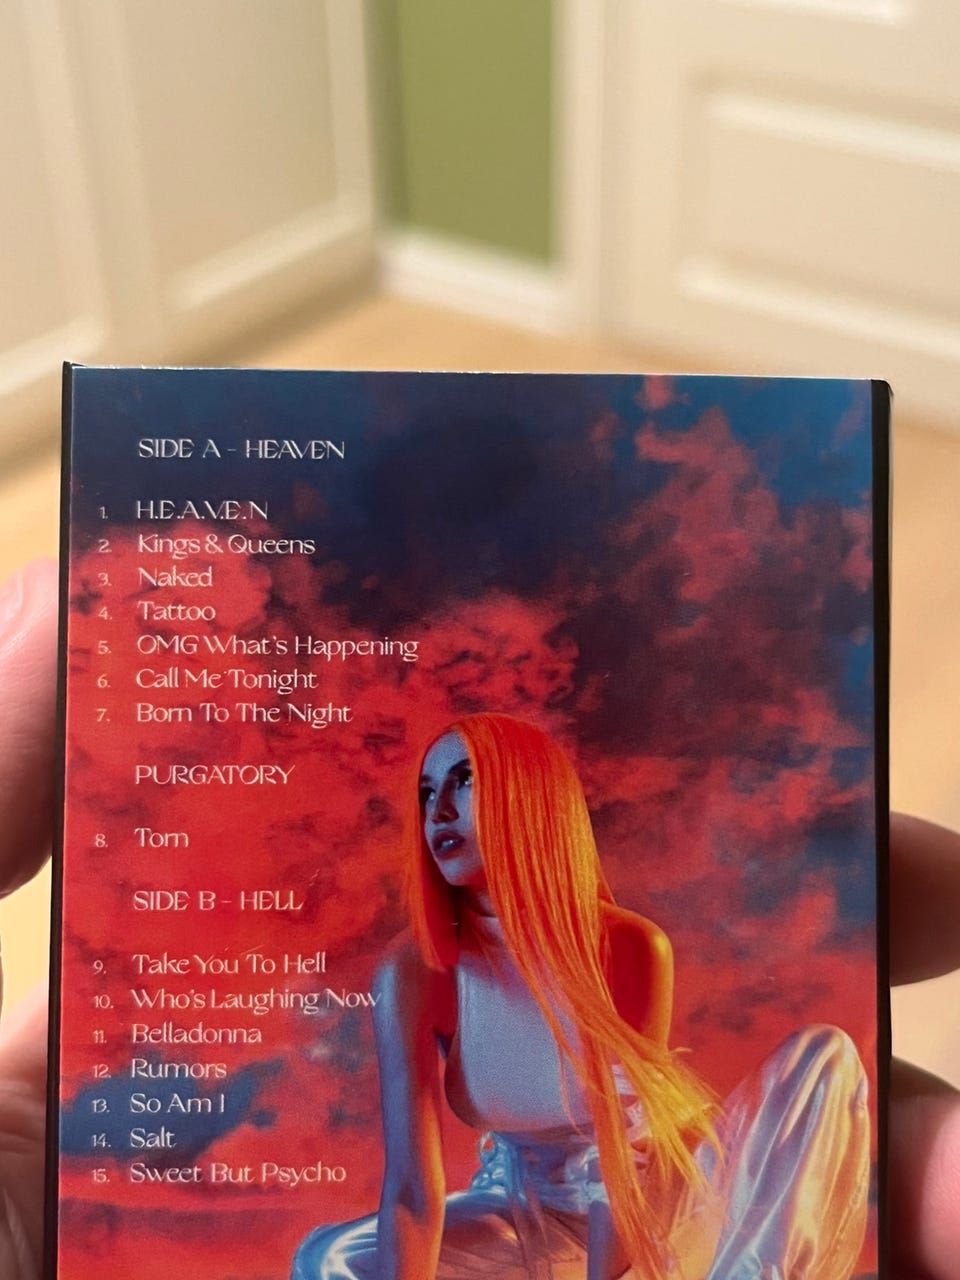 SIDE A - HEAVEN
1. H.E.A.V.E.N
2. Kings & Queens
3. Naked
4. Tattoo
5. OMG What's Happening
6. Call Me Tonight
7. Born To The Night
PURGATORY
8. Torn
SIDE B - HELL
9. Take You To Hell
10. Who's Laughing Now
11. Belladonna
12. Rumors
13. So Am I
14. Salt
15. Sweet But Psycho